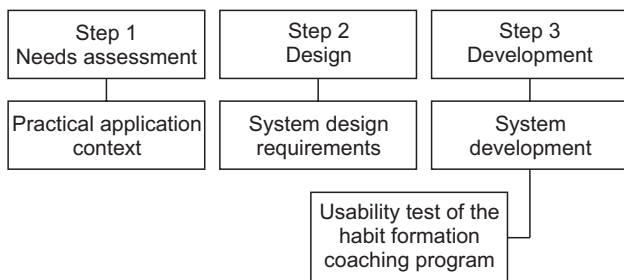 Step 1
Needs assessment
Step 2
Design
Step 3
Development
Practical application
context
System design
requirements
System
development
Usability test of the
habit formation
coaching program